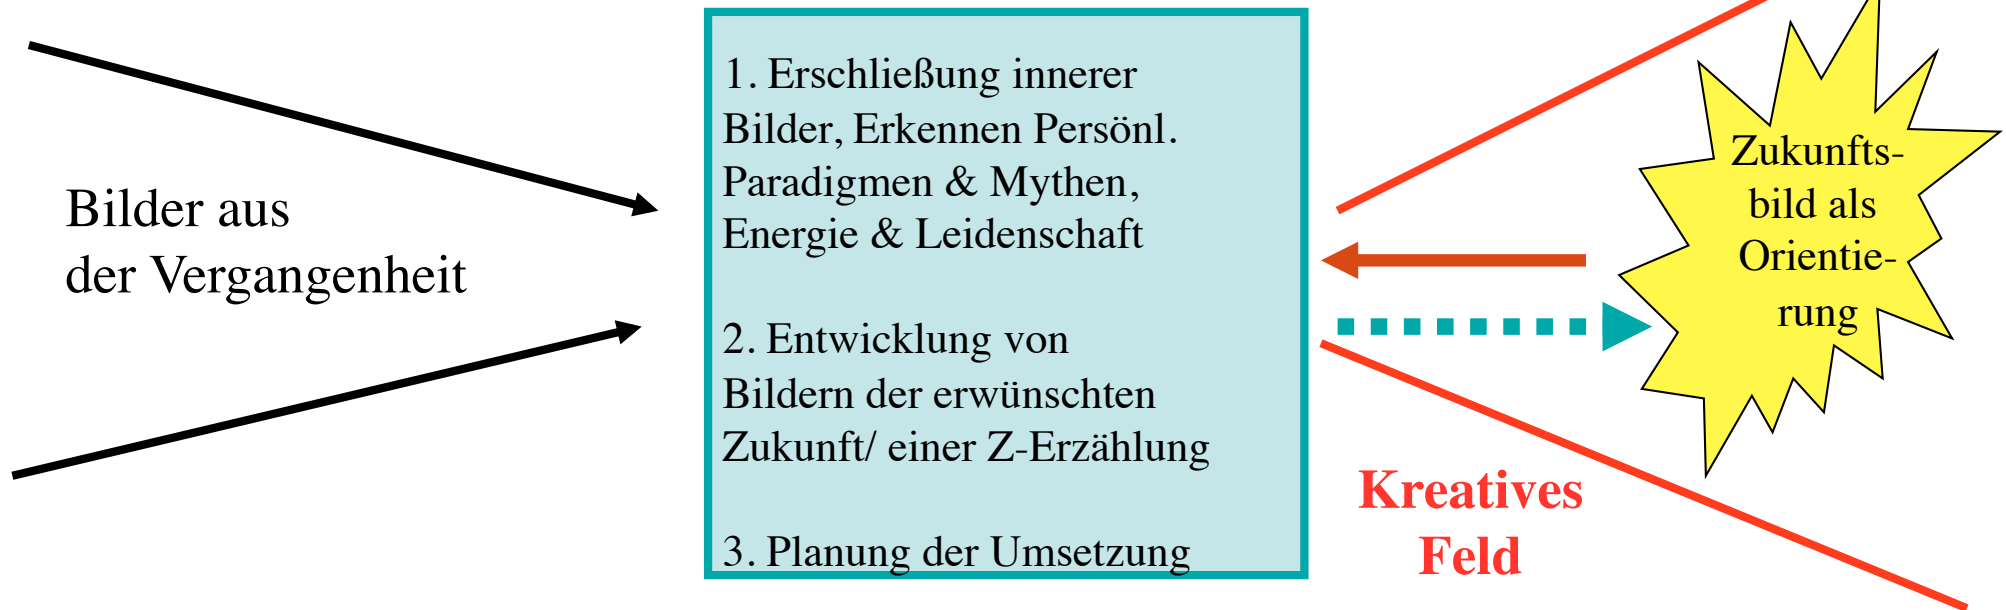 Bilder aus
der Vergangenheit
1. Erschließung innerer
Bilder, Erkennen Persönl.
Paradigmen & Mythen,
Energie & Leidenschaft
2. Entwicklung von
Bildern der erwünschten
Zukunft/ einer Z-Erzählung
3. Planung der Umsetzung
Zukunfts-
bild als
Orientie-
rung
Kreatives
Feld